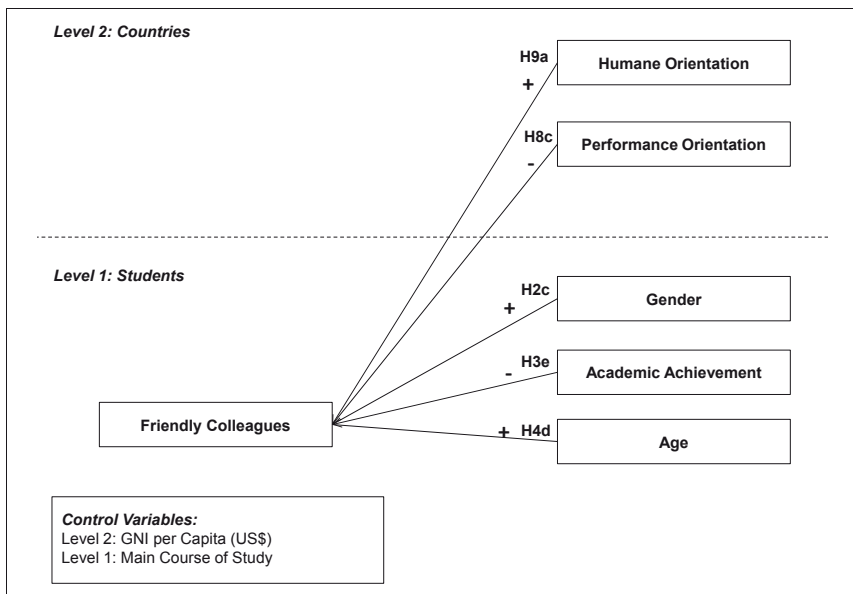 Level 2: Countries
H9a
+
Humane Orientation
H8c
-
Performance Orientation
Level 1: Students
H2c
+
Gender
H3e
-
Academic Achievement
Friendly Colleagues
+ H4d
Age
Control Variables:
Level 2: GNI per Capita (US$)
Level 1: Main Course of Study